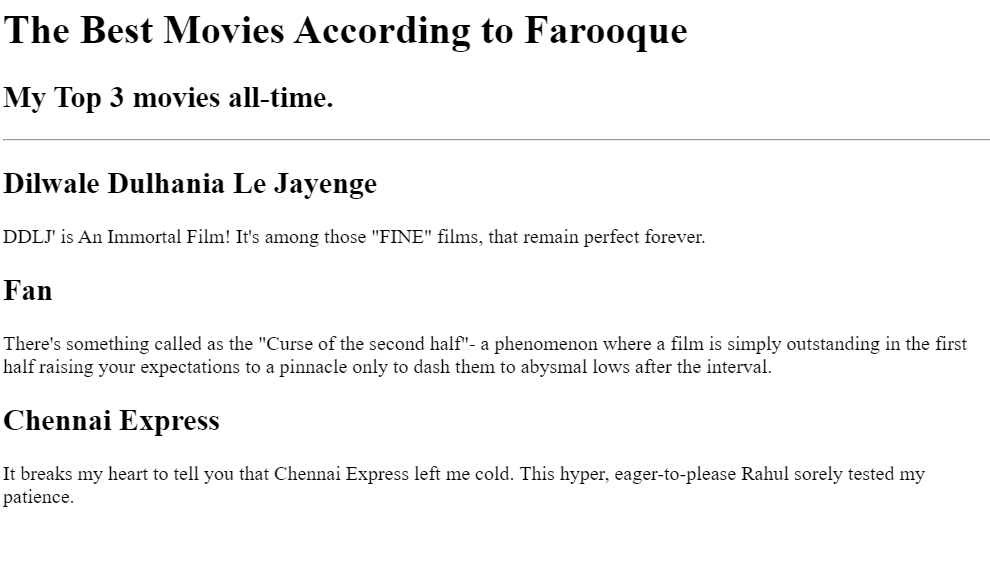 The Best Movies According to Farooque
My Top 3 movies all-time.
Dilwale Dulhania Le Jayenge
DDLJ' is An Immortal Film! It's among those "FINE" films, that remain perfect forever.
Fan
There's something called as the "Curse of the second half"- a phenomenon where a film is simply outstanding in the first
half raising your expectations to a pinnacle only to dash them to abysmal lows after the interval.
Chennai Express
It breaks my heart to tell you that Chennai Express left me cold. This hyper, eager-to-please Rahul sorely tested my
patience.